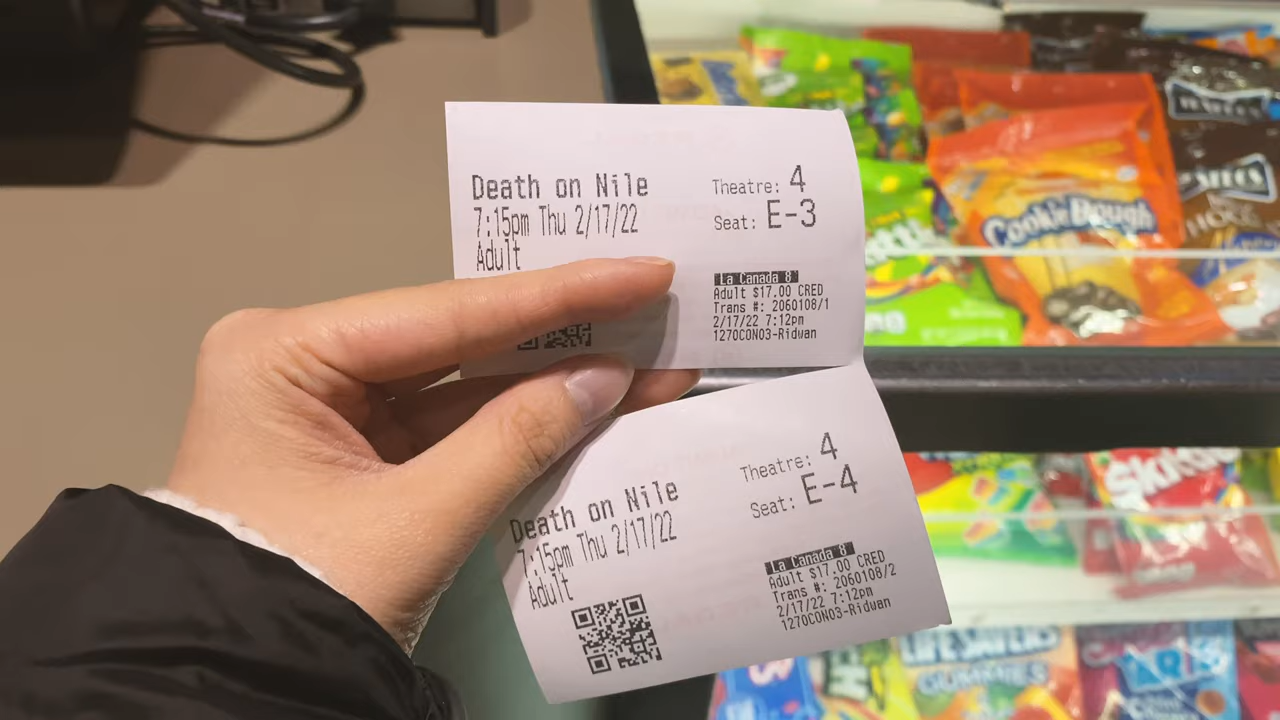 Death on Nile
7:15pm Thu 2/17/22
Adult
Theatre: 4
Seat: E-3
La Canada 8
Adult $17.00 CRED
Trans #: 2060108/1
2/17/22 7:12pm
1270CON03-Ridwan
Death on Nile
7:15pm Thu 2/17/22
Adult
Theatre: 4
Seat: E-4
La Canada 8
Adult $17.00 CRED
Trans #: 2060108/2
2/17/22 7:12pm
1270CON03-Ridwan
Cookie Dough
LIFE SAVERS
GUMMIES